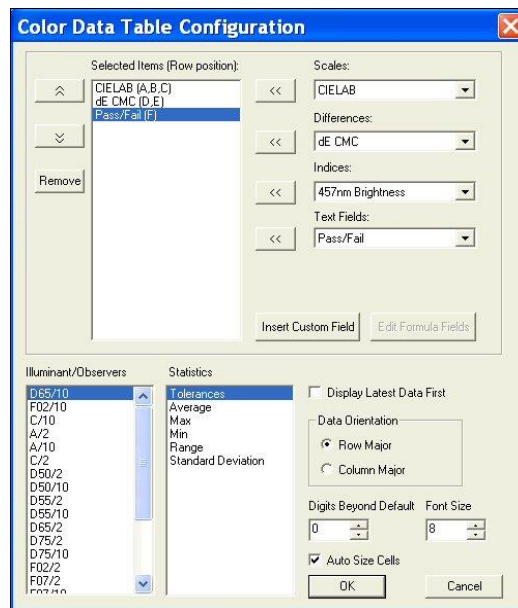 Color Data Table Configuration
Selected Items (Row position):
CIELAB (A,B,C)
dE CMC (D,E)
Pass/Fail (F)
Remove
Scales:
<<
CIELAB
Differences:
<<
dE CMC
Indices:
<<
457nm Brightness
Text Fields:
<<
Pass/Fail
Insert Custom Field
Edit Formula Fields
Illuminant/Observers
D65/10
F02/10
C/10
A/2
A/10
C/2
D50/2
D50/10
D55/2
D55/10
D65/2
D75/2
D75/10
F02/2
F07/2
F07/10
Statistics
Tolerances
Average
Max
Min
Range
Standard Deviation
Display Latest Data First
Data Orientation
Row Major
Column Major
Digits Beyond Default Font Size
0 8
Auto Size Cells
OK Cancel